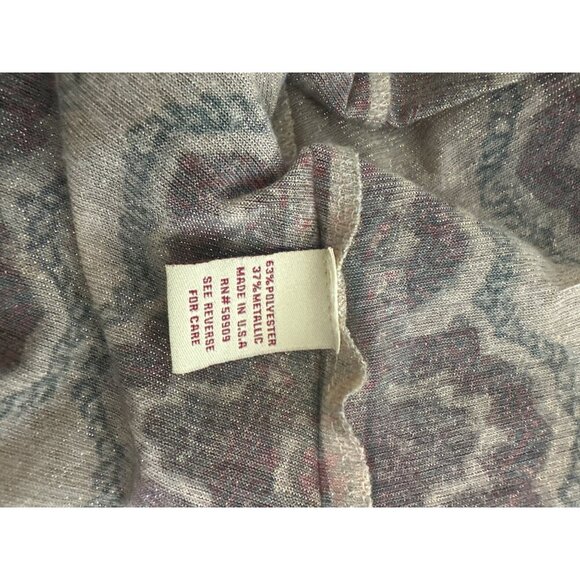 63% POLYESTER
37% METALLIC
MADE IN U.S.A
RN# 58909
SEE REVERSE
FOR CARE